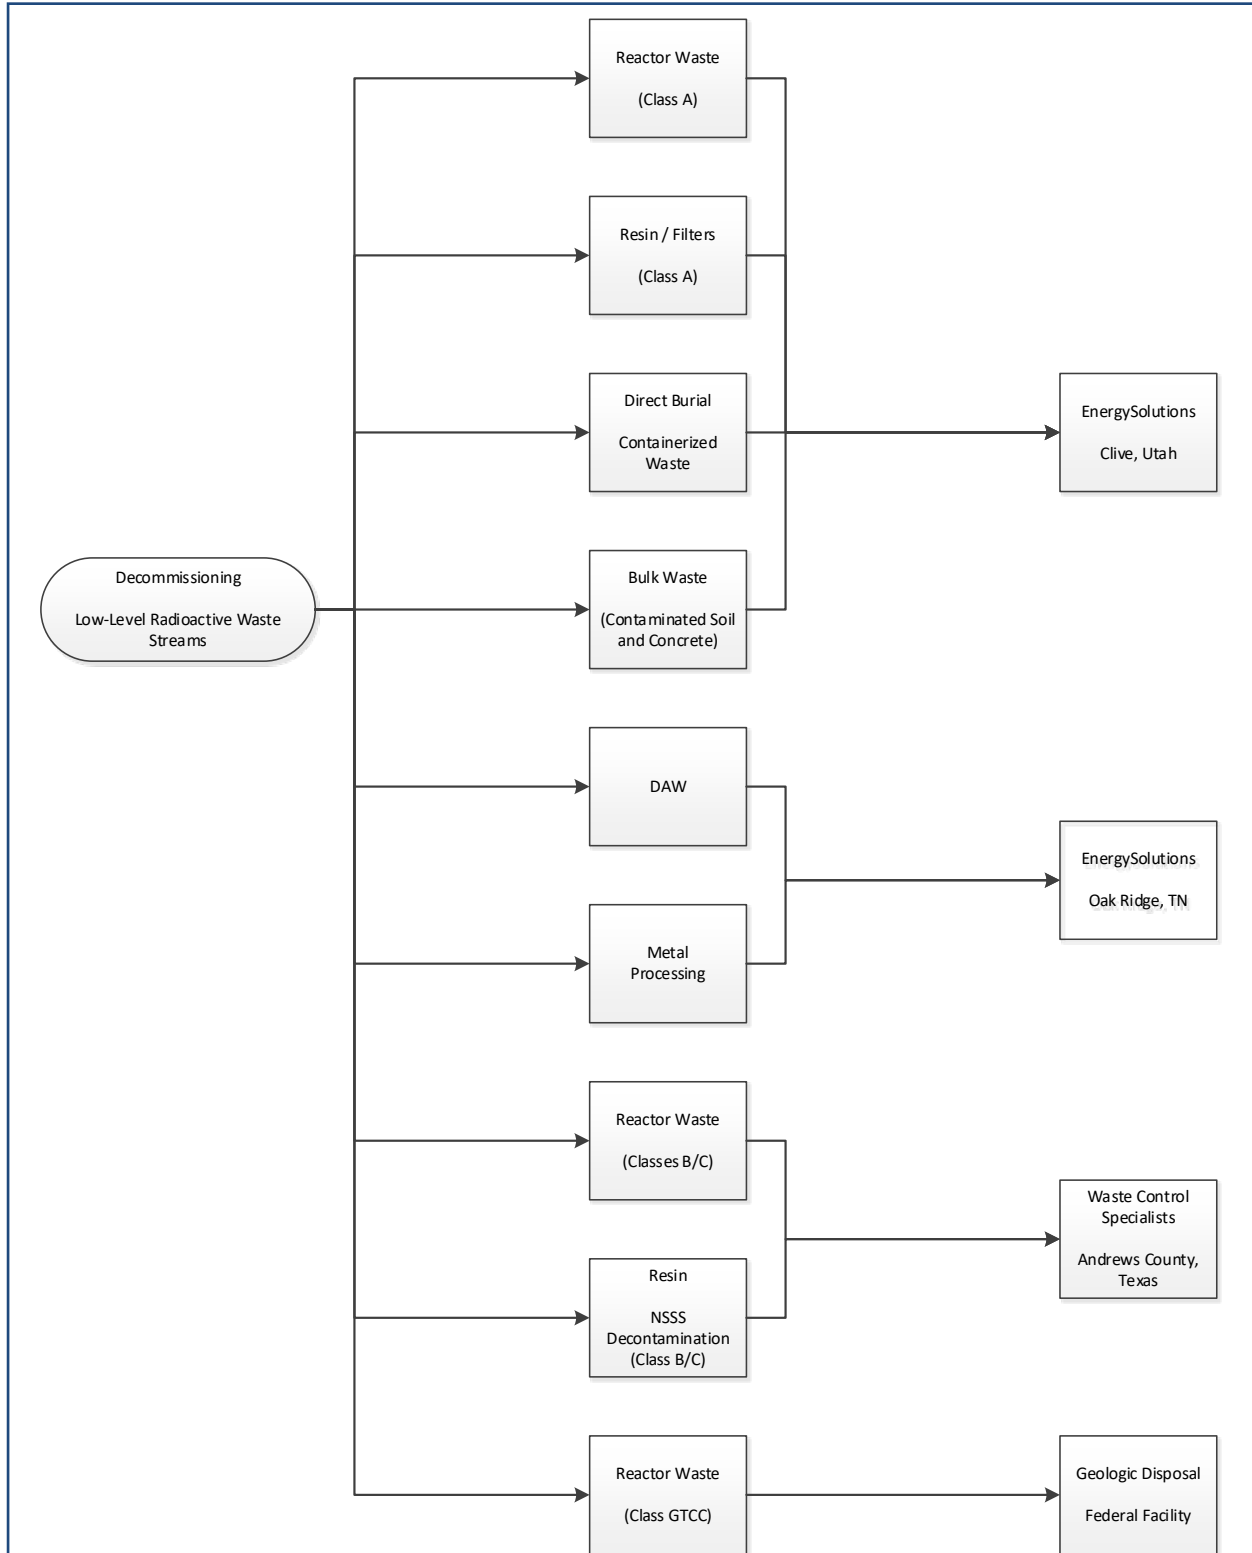 Reactor Waste
(Class A)
Resin / Filters
(Class A)
Direct Burial
Containerized
Waste
EnergySolutions
Clive, Utah
Bulk Waste
(Contaminated Soil
and Concrete)
Decommissioning
Low-Level Radioactive Waste
Streams
DAW
EnergySolutions
Oak Ridge, TN
Metal
Processing
Reactor Waste
(Classes B/C)
Waste Control
Specialists
Andrews County,
Texas
Resin
NSSS
Decontamination
(Class B/C)
Reactor Waste
(Class GTCC)
Geologic Disposal
Federal Facility